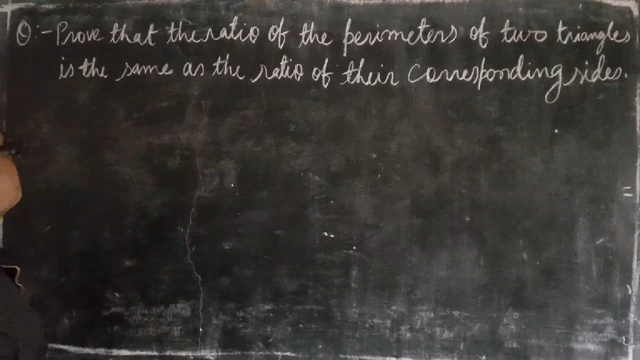 Q:- Prove that the ratio of the perimeters of two triangles
is the same as the ratio of their corresponding sides.